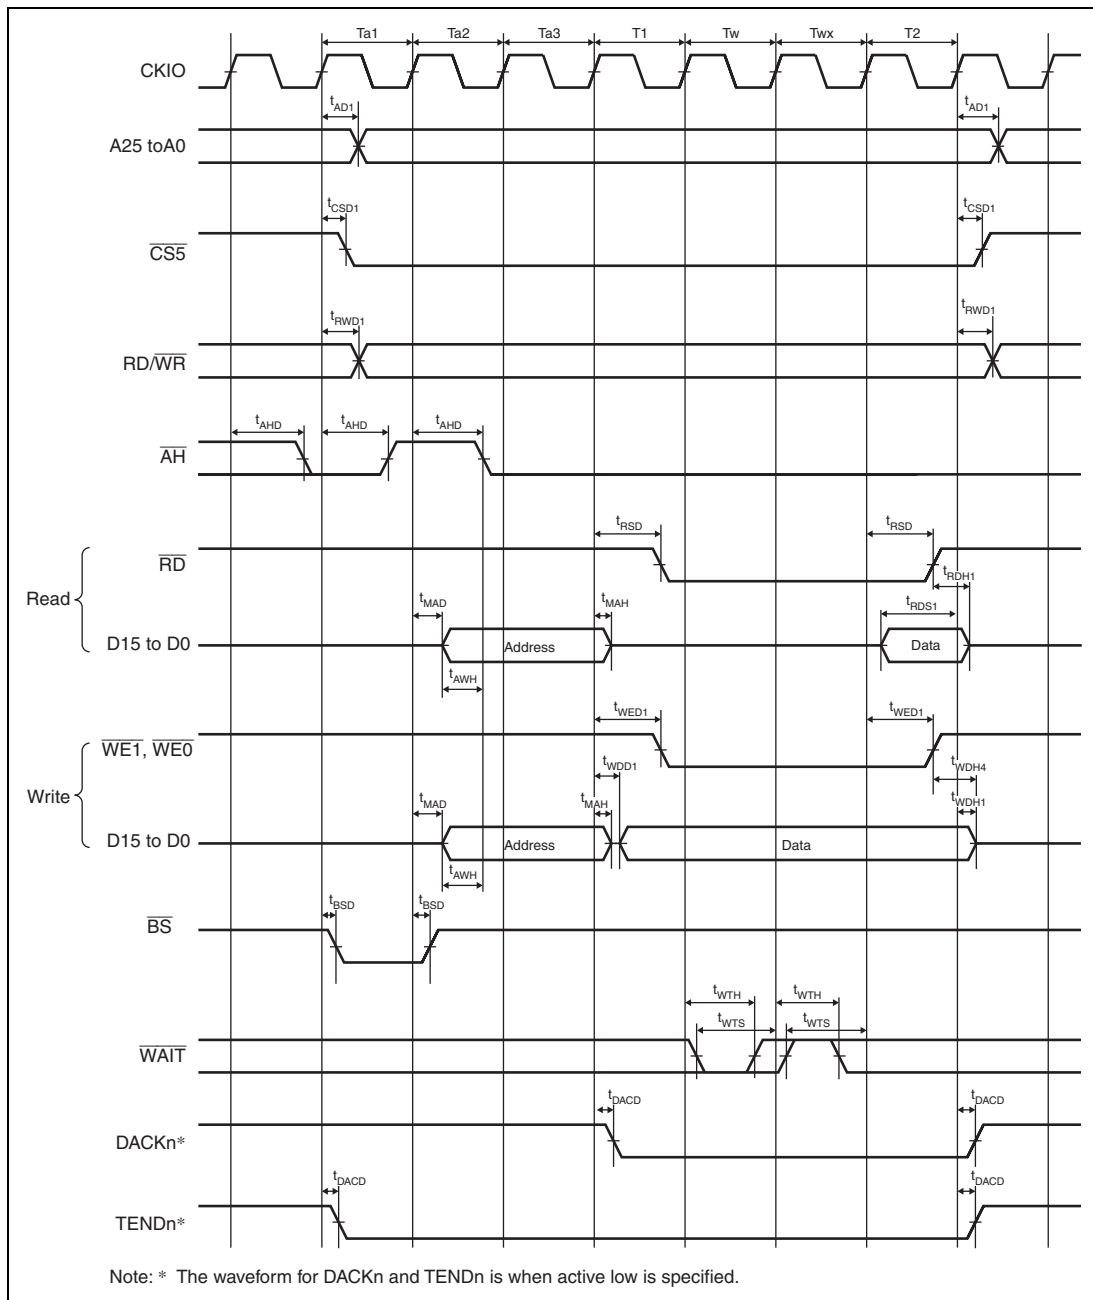 Ta1 Ta2 Ta3 T1 Tw Twx T2
CKIO
tAD1 tAD1
A25 toA0
tCSD1 tCSD1
CS5
tRWD1 tRWD1
RD/WR
tAHD tAHD tAHD
AH
tRSD tRSD
RD
tRDH1
Read
tMAD tMAH tRDS1
D15 to D0 Address Data
tAWH
tWED1 tWED1
WE1, WE0
tWDD1 tWDH4
Write
tMAD tMAH tWDH1
D15 to D0 Address Data
tAWH
tBSD tBSD
BS
tWTH tWTH
tWTS tWTS
WAIT
tDACD tDACD
DACKn*
tDACD tDACD
TENDn*
Note: * The waveform for DACKn and TENDn is when active low is specified.